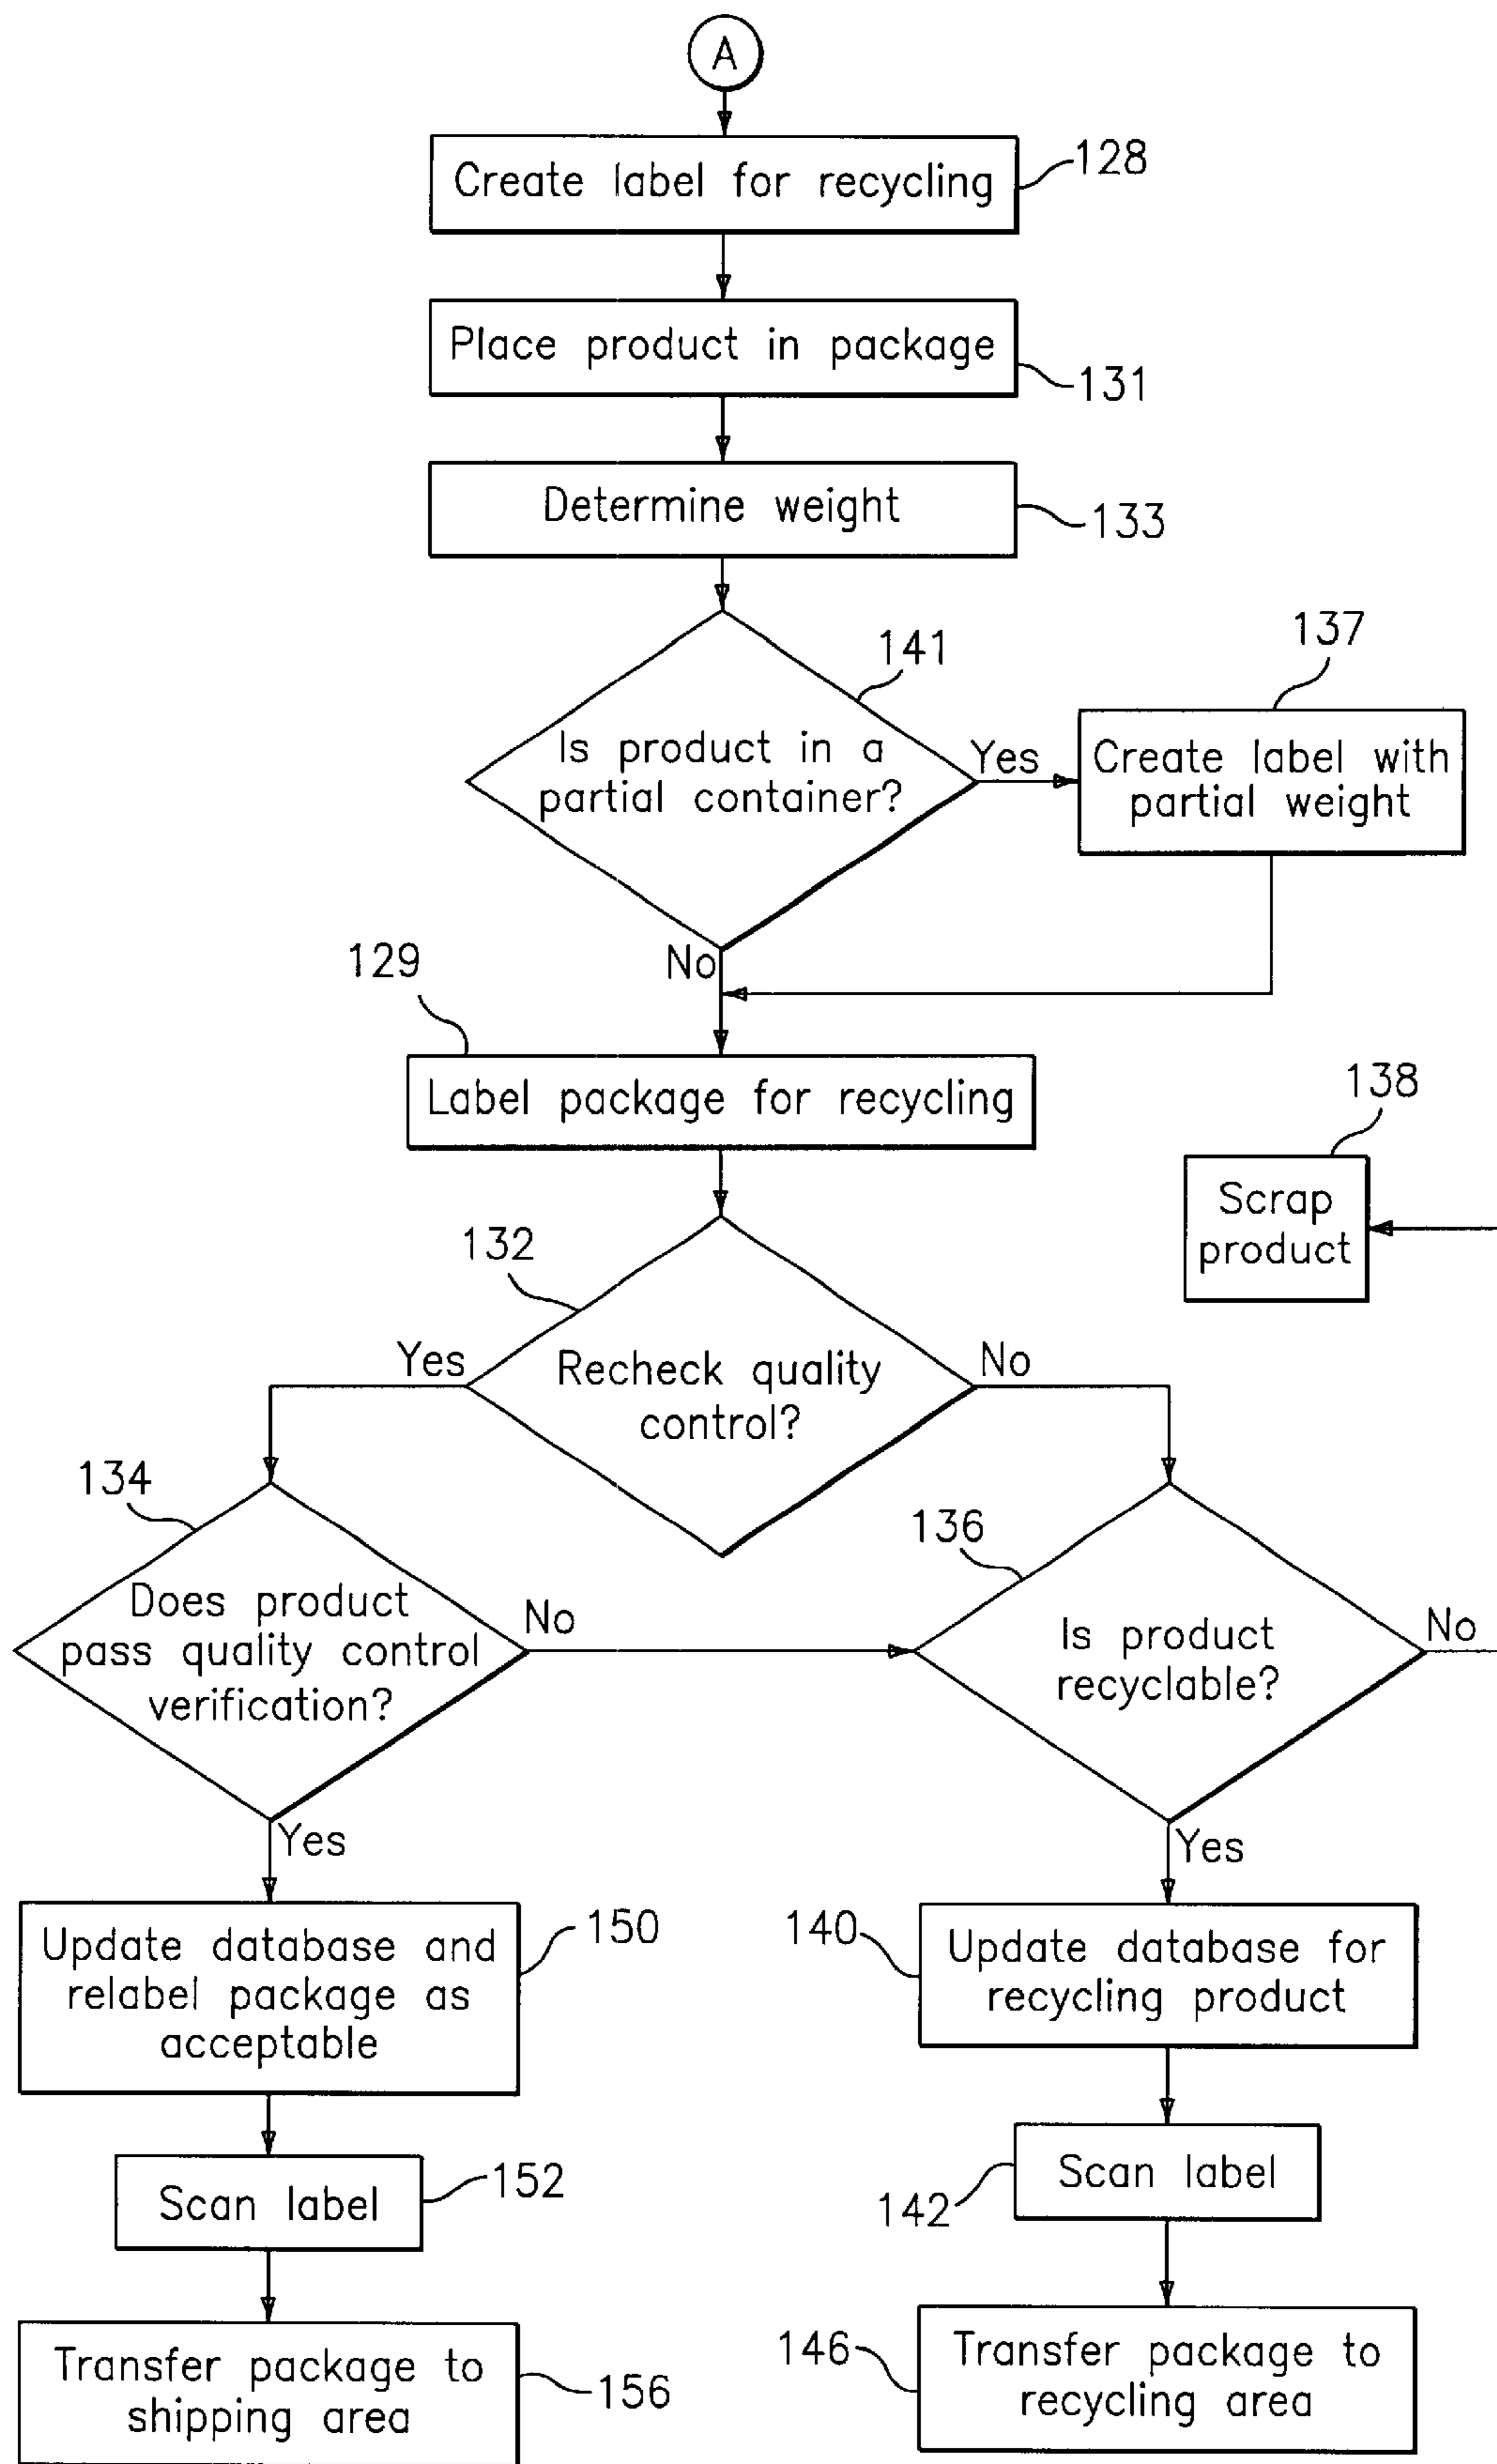 A
Create label for recycling
128
Place product in package
131
Determine weight
133
141
Is product in a
partial container?
Yes
137
Create label with
partial weight
No
129
Label package for recycling
138
Scrap
product
132
Recheck quality
control?
Yes
No
134
Does product
pass quality control
verification?
No
136
Is product
recyclable?
No
Yes
Yes
Update database and
relabel package as
acceptable
150
140
Update database for
recycling product
Scan label
152
142
Scan label
Transfer package to
shipping area
156
146
Transfer package to
recycling area